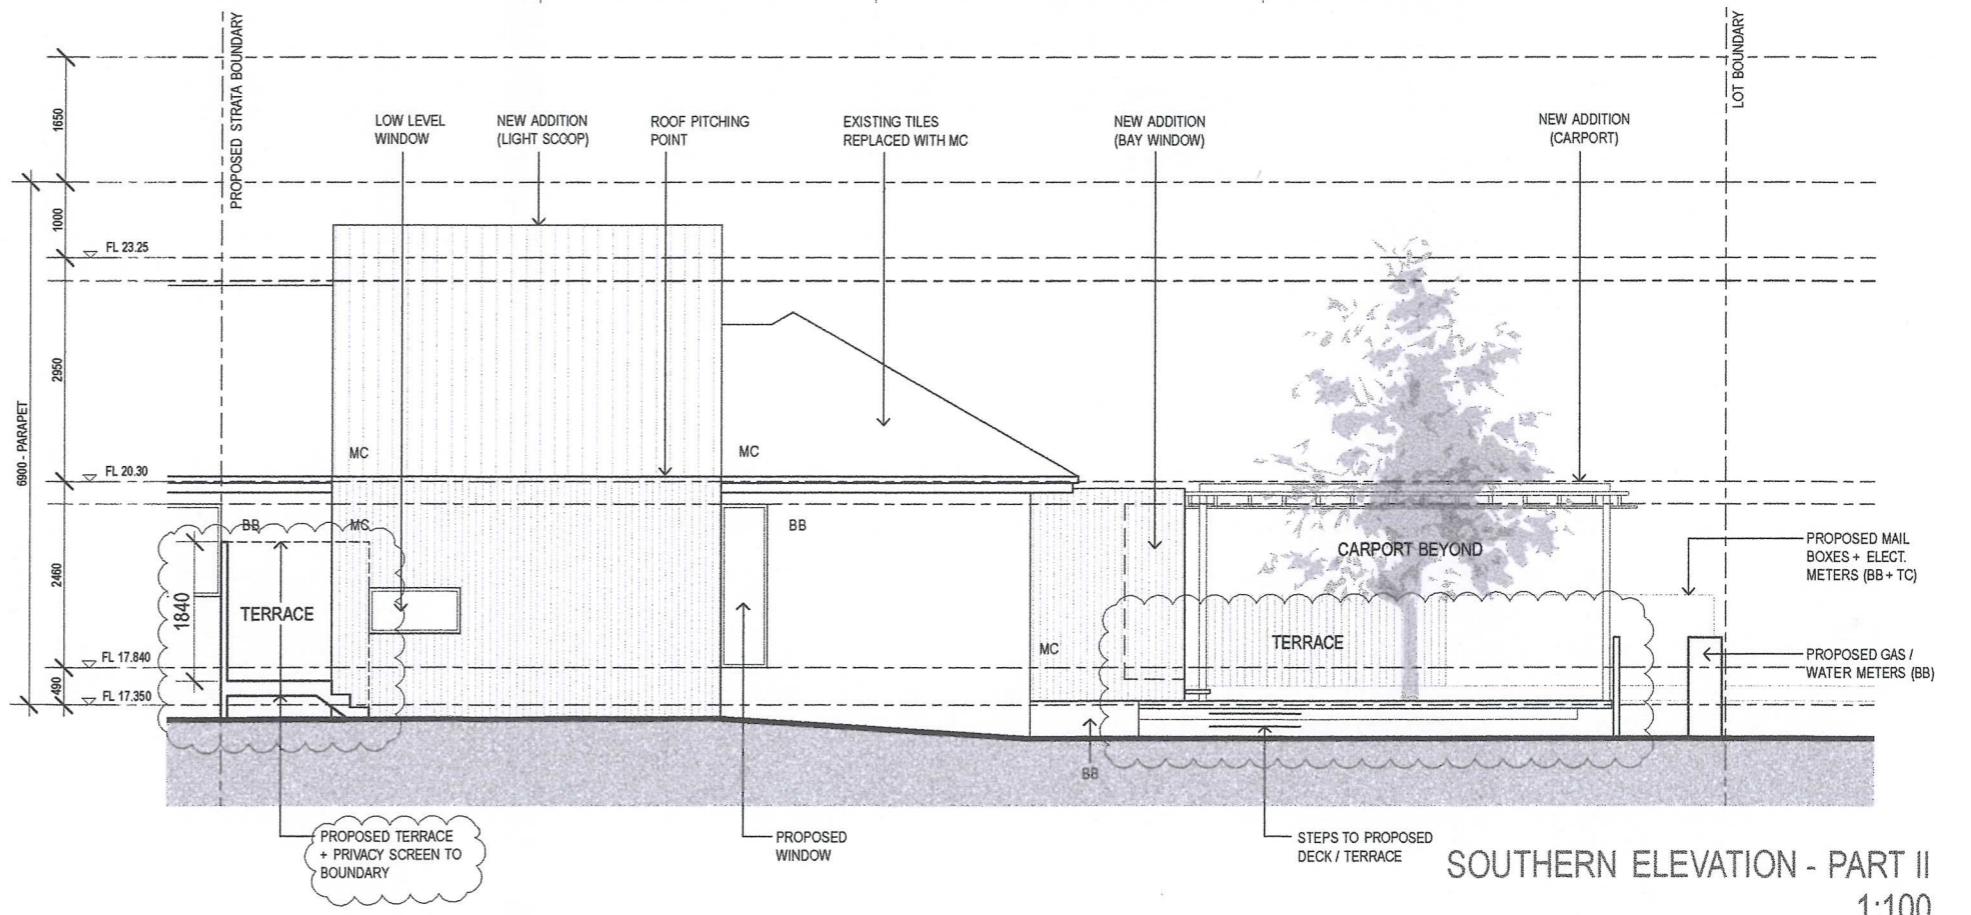 PROPOSED STRATA BOUNDARY
LOT BOUNDARY
1650
1000
2950
2460
490
6900 - PARAPET
LOW LEVEL
WINDOW
NEW ADDITION
(LIGHT SCOOP)
ROOF PITCHING
POINT
EXISTING TILES
REPLACED WITH MC
NEW ADDITION
(BAY WINDOW)
NEW ADDITION
(CARPORT)
FL 23.25
FL 20.30
FL 17.840
FL 17.350
MC
MC
BB
MC
BB
1840
TERRACE
MC
CARPORT BEYOND
TERRACE
PROPOSED MAIL
BOXES + ELECT.
METERS (BB + TC)
PROPOSED GAS /
WATER METERS (BB)
BB
PROPOSED TERRACE
+ PRIVACY SCREEN TO
BOUNDARY
PROPOSED
WINDOW
STEPS TO PROPOSED
DECK / TERRACE
SOUTHERN ELEVATION - PART II
1:100